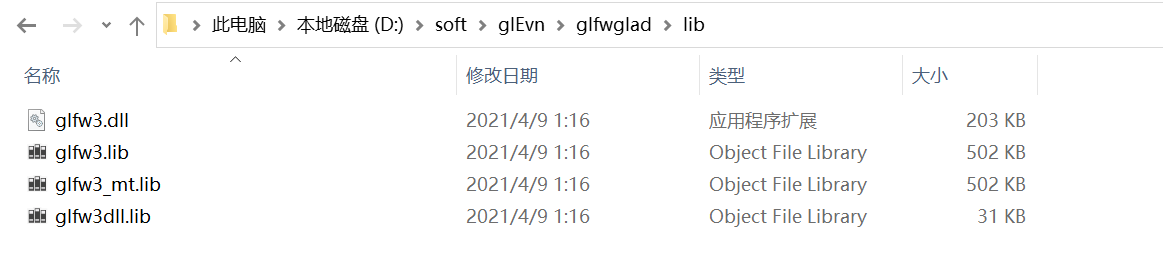 此电脑 > 本地磁盘 (D:) > soft > glEvn > glfwglad > lib
名称 修改日期 类型 大小
glfw3.dll 2021/4/9 1:16 应用程序扩展 203 KB
glfw3.lib 2021/4/9 1:16 Object File Library 502 KB
glfw3_mt.lib 2021/4/9 1:16 Object File Library 502 KB
glfw3dll.lib 2021/4/9 1:16 Object File Library 31 KB